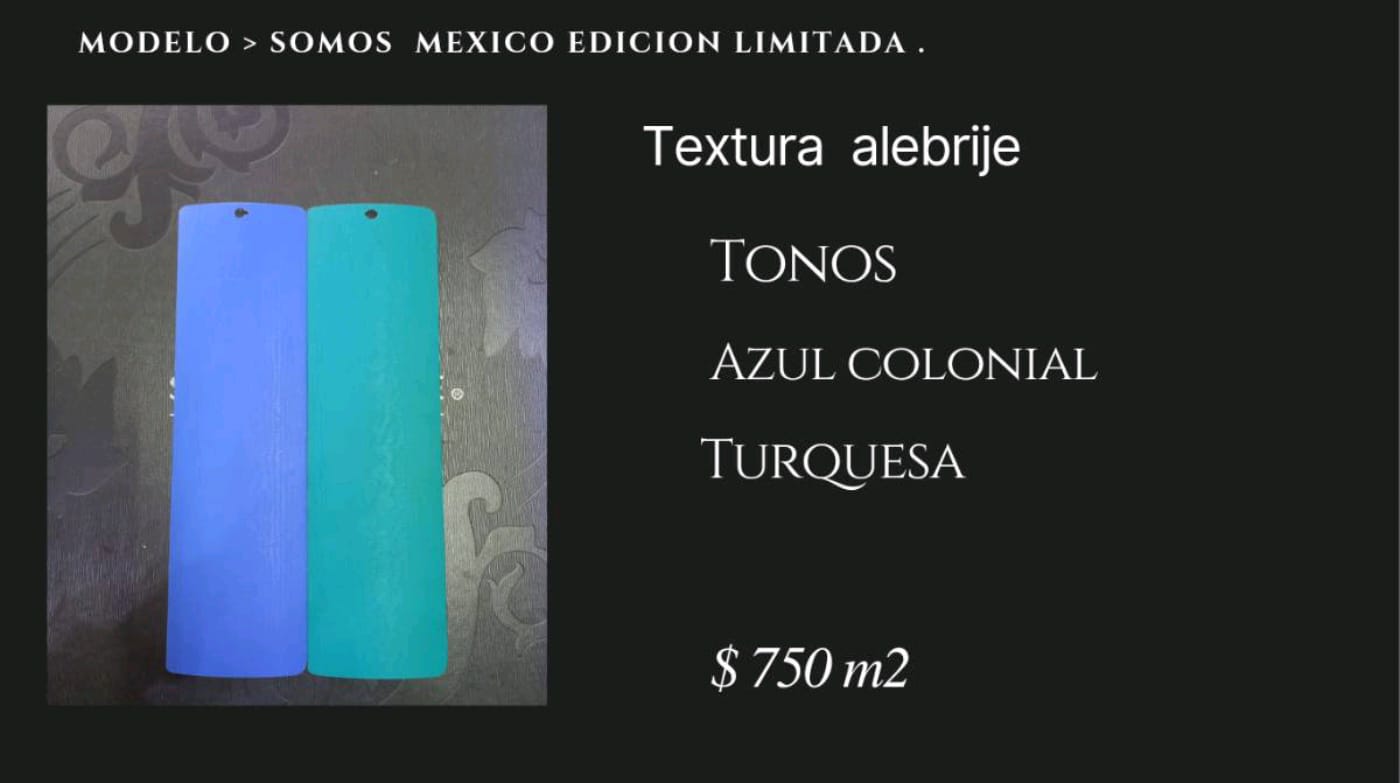 MODELO > SOMOS MEXICO EDICION LIMITADA .
Textura alebrije
TONOS
AZUL COLONIAL
TURQUESA
$ 750 m2